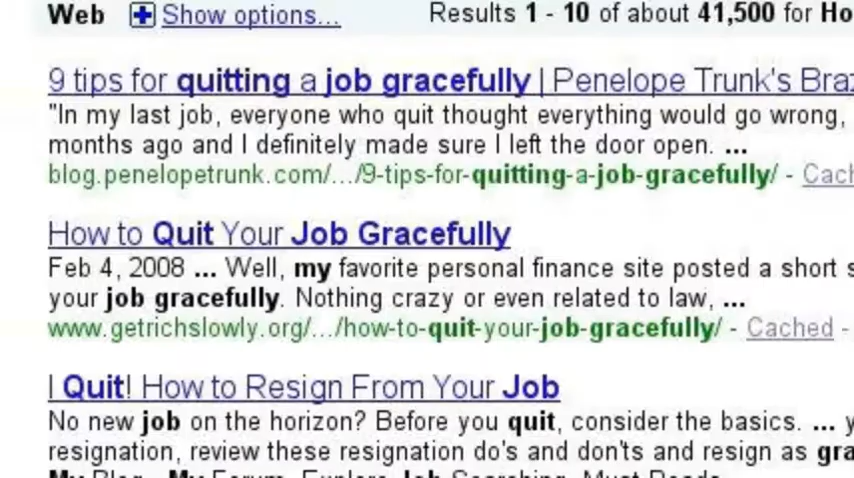 Web Show options... Results 1 - 10 of about 41,500 for
9 tips for quitting a job gracefully | Penelope Trunk's
"In my last job, everyone who quit thought everything would go wrong,
months ago and I definitely made sure I left the door open. ...
blog.penelopetrunk.com/.../9-tips-for-quitting-a-job-gracefully/ -
How to Quit Your Job Gracefully
Feb 4, 2008 ... Well, my favorite personal finance site posted a short
your job gracefully. Nothing crazy or even related to law, ...
www.getrichslowly.org/.../how-to-quit-your-job-gracefully/ - Cached -
I Quit! How to Resign From Your Job
No new job on the horizon? Before you quit, consider the basics. ...
resignation, review these resignation do's and don'ts and resign as